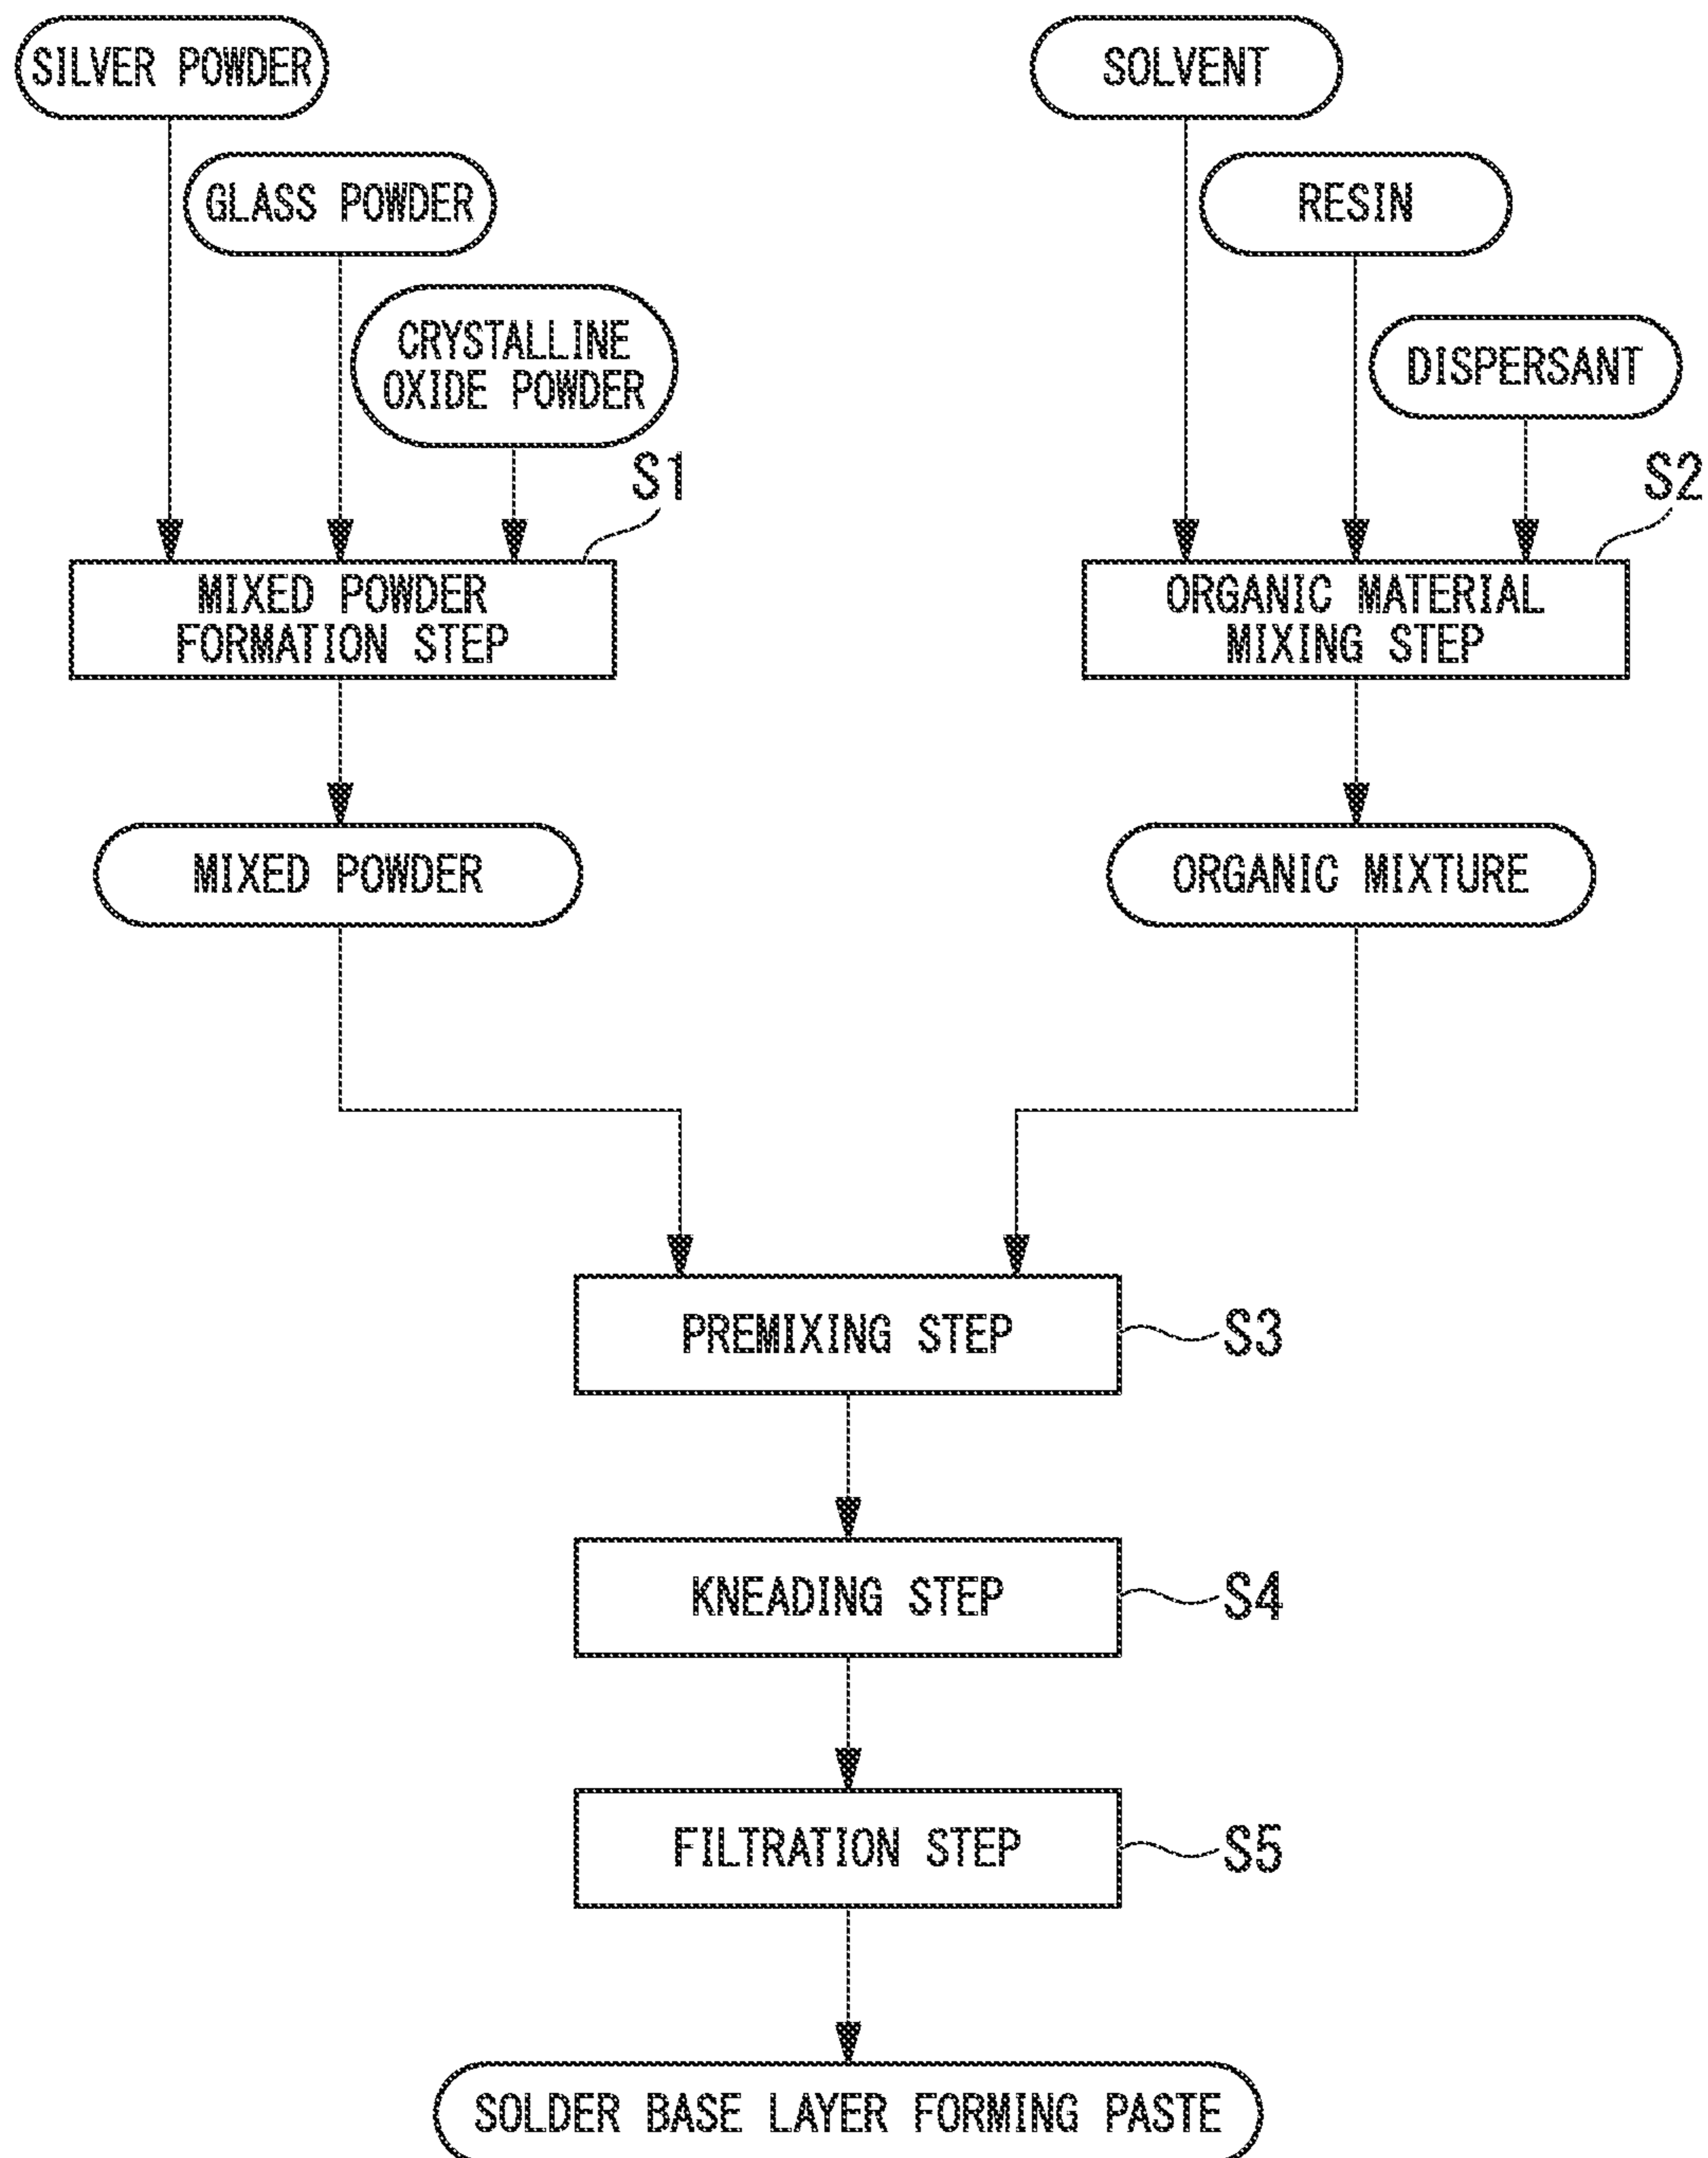 SILVER POWDER
SOLVENT
GLASS POWDER
RESIN
CRYSTALLINE
OXIDE POWDER
DISPERSANT
S1
S2
MIXED POWDER
FORMATION STEP
ORGANIC MATERIAL
MIXING STEP
MIXED POWDER
ORGANIC MIXTURE
PREMIXING STEP
S3
KNEADING STEP
S4
FILTRATION STEP
S5
SOLDER BASE LAYER FORMING PASTE